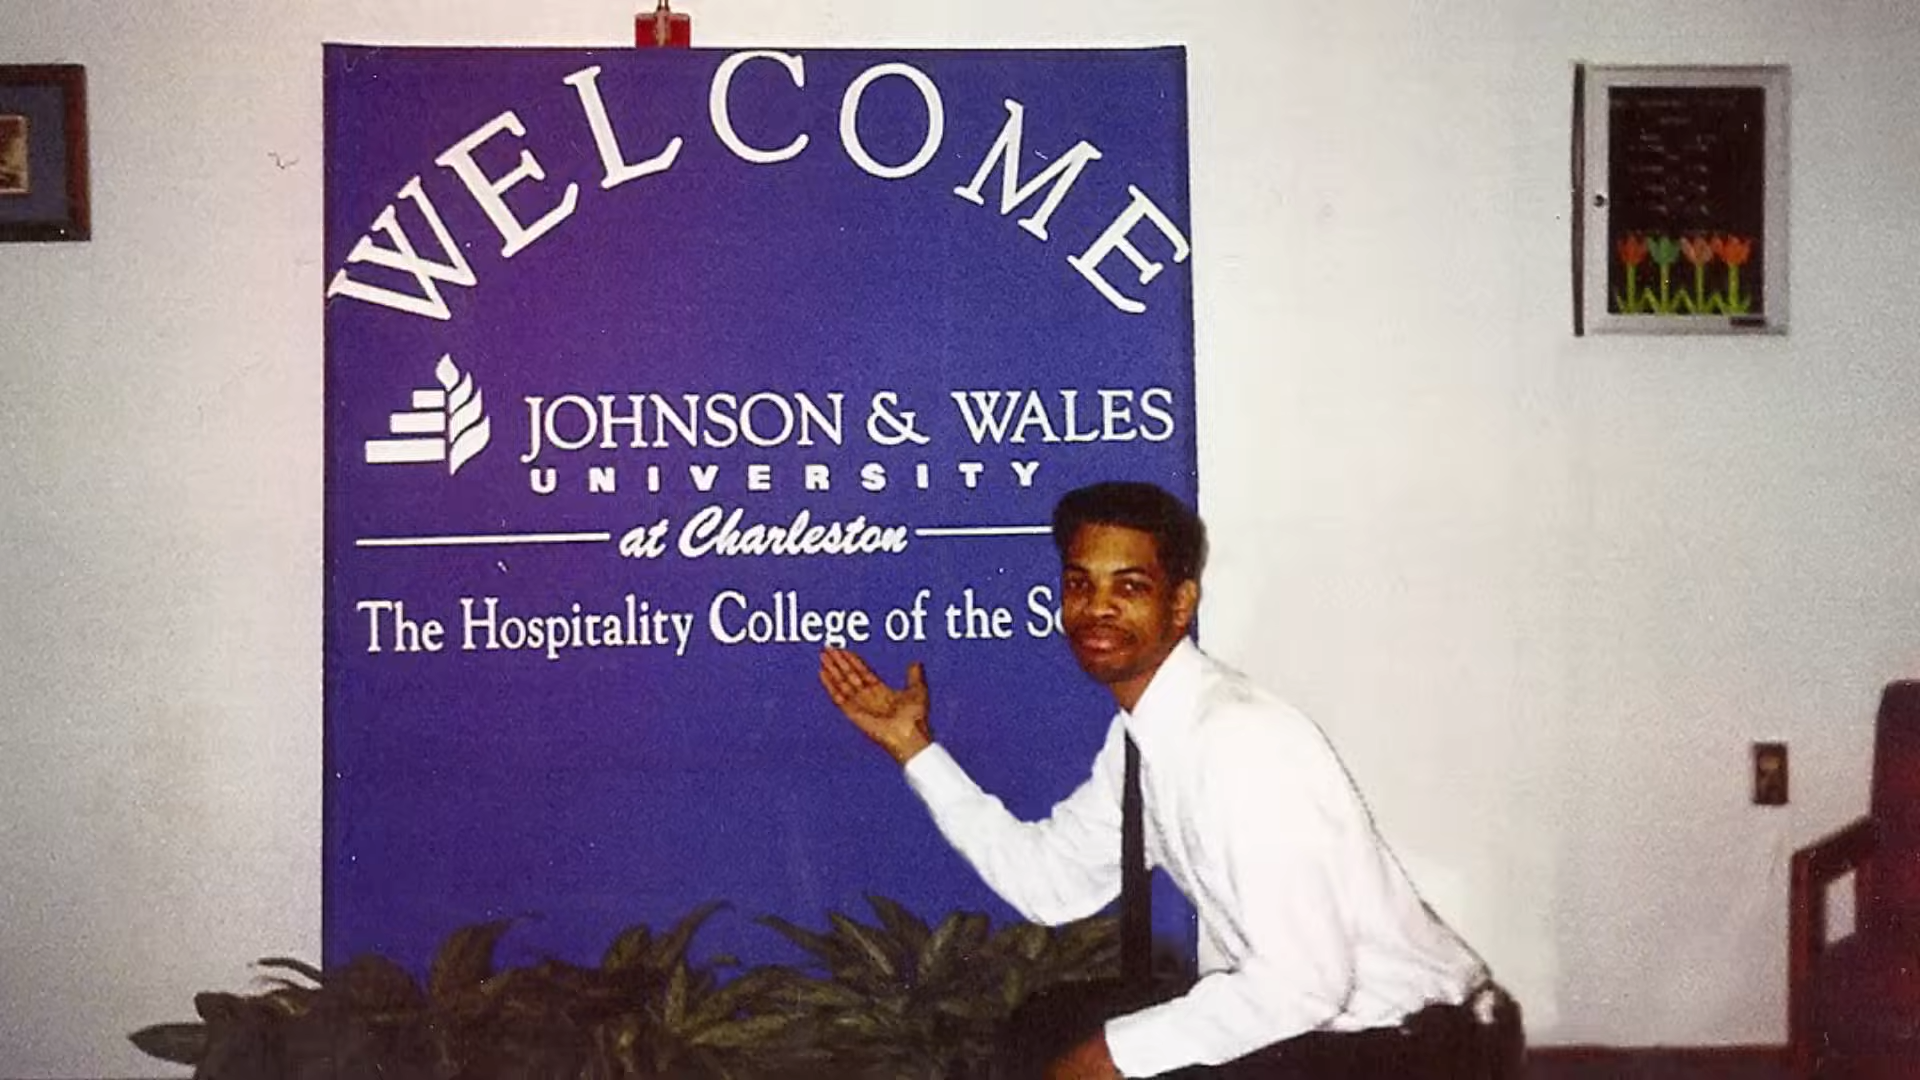 WELCOME
JOHNSON & WALES
UNIVERSITY
at Charleston
The Hospitality College of the